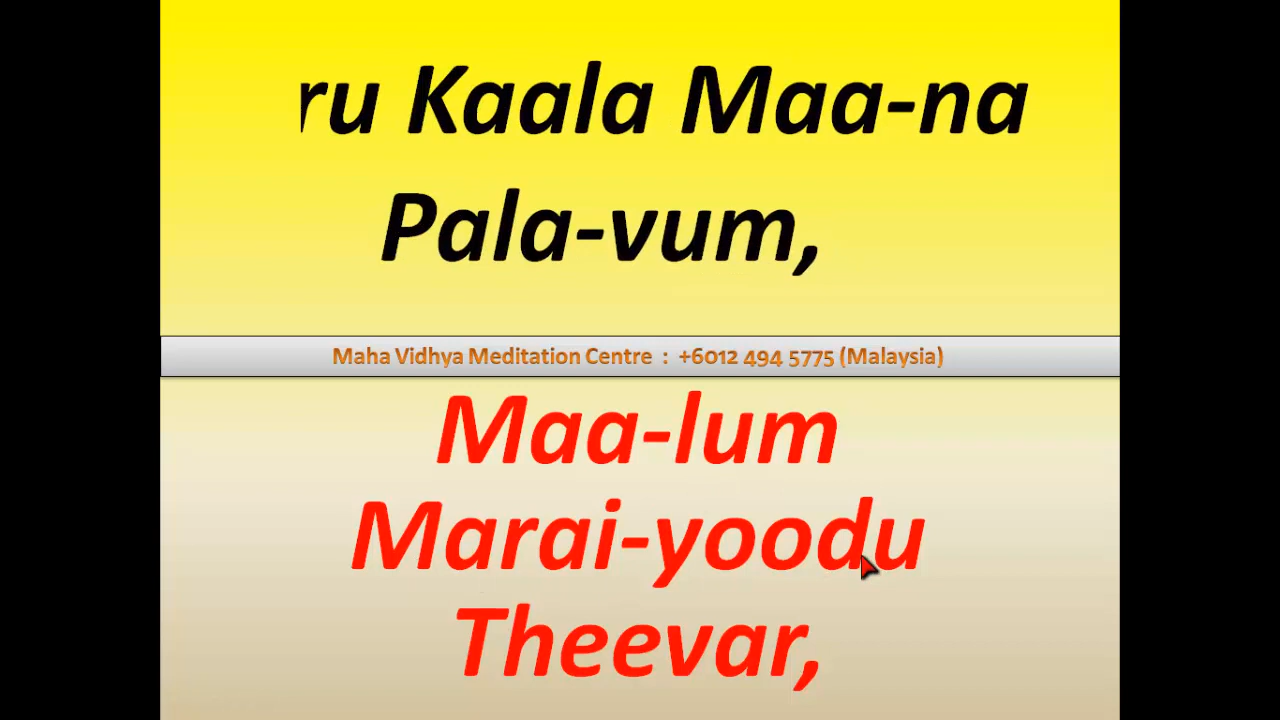 ru Kaala Maa-na
Pala-vum,
Maha Vidhya Meditation Centre : +6012 494 5775 (Malaysia)
Maa-lum
Marai-yoodu
Theevar,